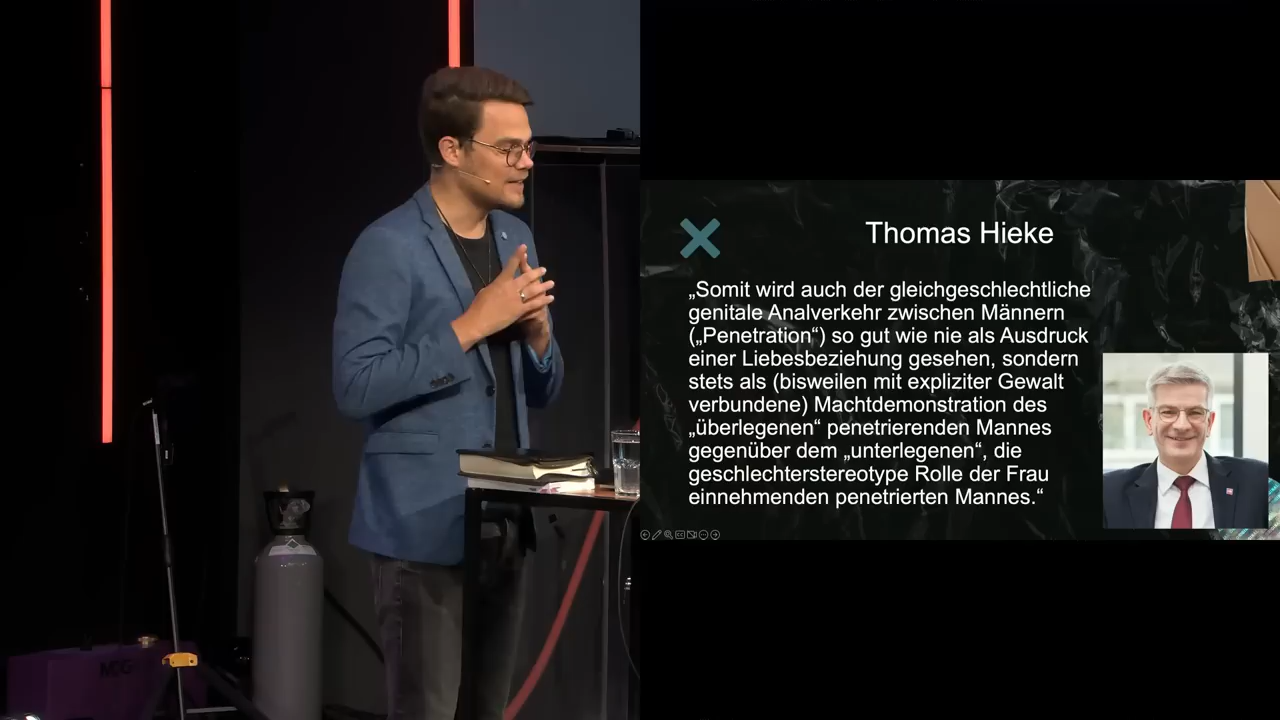 Thomas Hieke
„Somit wird auch der gleichgeschlechtliche
genitale Analverkehr zwischen Männern
(„Penetration“) so gut wie nie als Ausdruck
einer Liebesbeziehung gesehen, sondern
stets als (bisweilen mit expliziter Gewalt
verbundene) Machtdemonstration des
„überlegenen“ penetrierenden Mannes
gegenüber dem „unterlegenen“, die
geschlechterstereotype Rolle der Frau
einnehmenden penetrierten Mannes.“